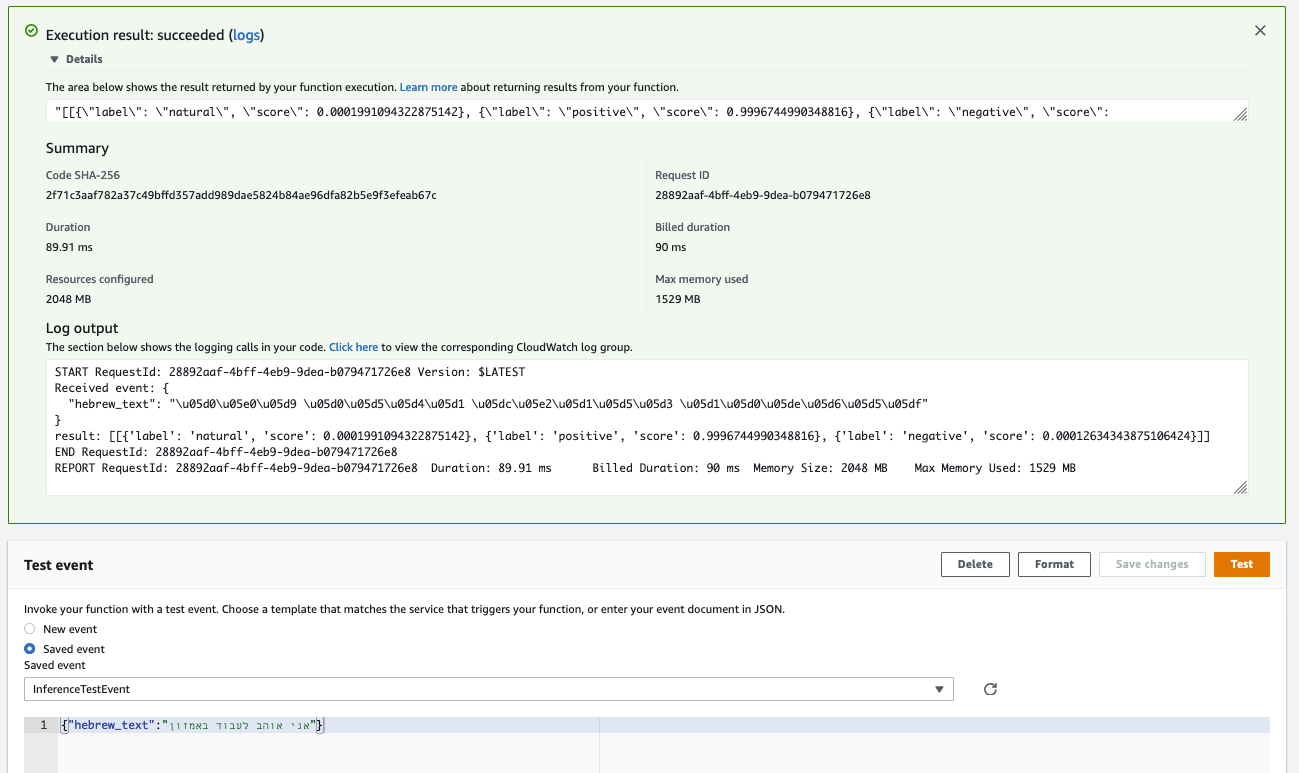 Execution result: succeeded (logs)
Details
The area below shows the result returned by your function execution. Learn more about returning results from your function.
"[[{\"label\": \"natural\", \"score\": 0.0001991094322875142}, {\"label\": \"positive\", \"score\": 0.9996744990348816}, {\"label\": \"negative\", \"score\":
Summary
Code SHA-256
2f71c3aaf782a37c49bffd357add989dae5824b84ae96dfa82b5e9f3efeab67c
Request ID
28892aaf-4bff-4eb9-9dea-b079471726e8
Duration
89.91 ms
Billed duration
90 ms
Resources configured
2048 MB
Max memory used
1529 MB
Log output
The section below shows the logging calls in your code. Click here to view the corresponding CloudWatch log group.
START RequestId: 28892aaf-4bff-4eb9-9dea-b079471726e8 Version: $LATEST
Received event: {
"hebrew_text": "\u05d0\u05e0\u05d9 \u05d0\u05d5\u05d4\u05d1 \u05dc\u05e2\u05d1\u05d5\u05d3 \u05d1\u05d0\u05de\u05d6\u05d5\u05df"
}
result: [[{'label': 'natural', 'score': 0.0001991094322875142}, {'label': 'positive', 'score': 0.9996744990348816}, {'label': 'negative', 'score': 0.00012634343875106424}]]
END RequestId: 28892aaf-4bff-4eb9-9dea-b079471726e8
REPORT RequestId: 28892aaf-4bff-4eb9-9dea-b079471726e8 Duration: 89.91 ms Billed Duration: 90 ms Memory Size: 2048 MB Max Memory Used: 1529 MB
Test event
Delete
Format
Save changes
Test
Invoke your function with a test event. Choose a template that matches the service that triggers your function, or enter your event document in JSON.
New event
Saved event
Saved event
InferenceTestEvent
1 {"hebrew_text":"אני אוהב לעבוד באמזון"}